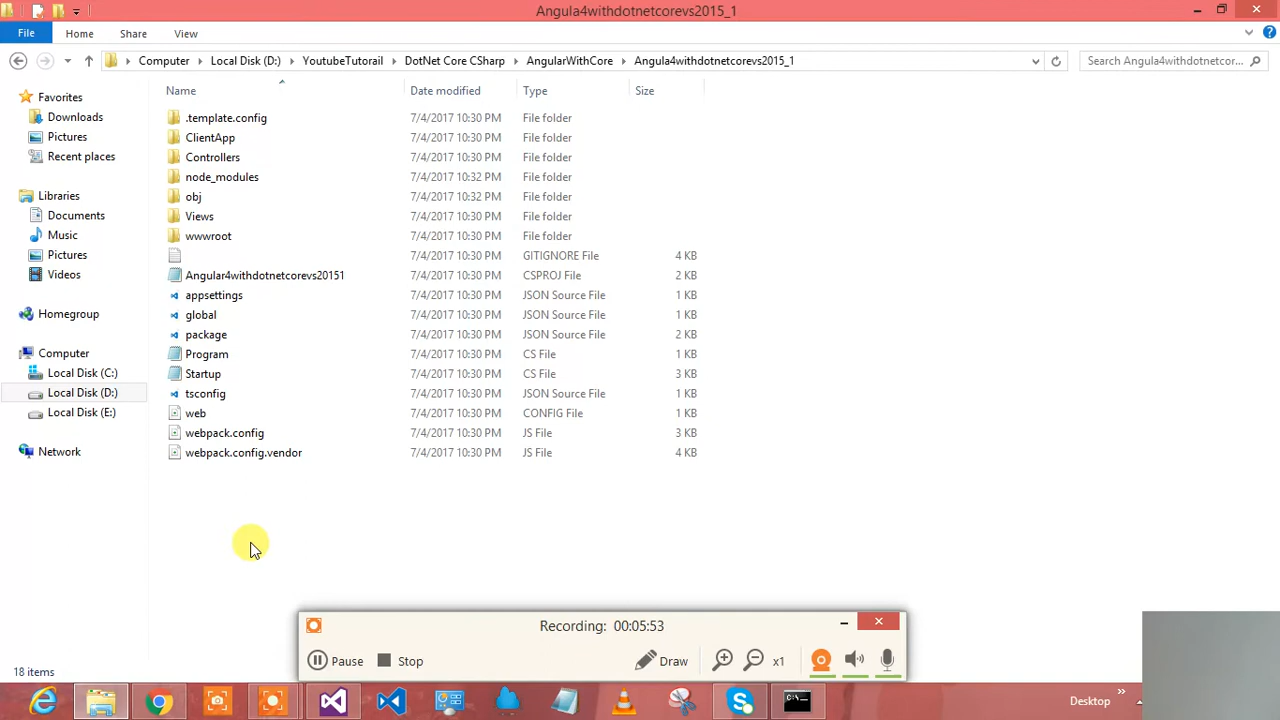 Angula4withdotnetcorevs2015_1
File Home Share View
Computer Local Disk (D:) YoutubeTutorail DotNet Core CSharp AngularWithCore Angula4withdotnetcorevs2015_1 Search Angula4withdotnetcor...
Name Date modified Type Size
Favorites
Downloads
Pictures
Recent places
Libraries
Documents
Music
Pictures
Videos
Homegroup
Computer
Local Disk (C:)
Local Disk (D:)
Local Disk (E:)
Network
.template.config 7/4/2017 10:30 PM File folder
ClientApp 7/4/2017 10:30 PM File folder
Controllers 7/4/2017 10:30 PM File folder
node_modules 7/4/2017 10:32 PM File folder
obj 7/4/2017 10:32 PM File folder
Views 7/4/2017 10:30 PM File folder
wwwroot 7/4/2017 10:30 PM File folder
7/4/2017 10:30 PM GITIGNORE File 4 KB
Angular4withdotnetcorevs20151 7/4/2017 10:30 PM CSPROJ File 2 KB
appsettings 7/4/2017 10:30 PM JSON Source File 1 KB
global 7/4/2017 10:30 PM JSON Source File 1 KB
package 7/4/2017 10:30 PM JSON Source File 2 KB
Program 7/4/2017 10:30 PM CS File 1 KB
Startup 7/4/2017 10:30 PM CS File 3 KB
tsconfig 7/4/2017 10:30 PM JSON Source File 1 KB
web 7/4/2017 10:30 PM CONFIG File 1 KB
webpack.config 7/4/2017 10:30 PM JS File 3 KB
webpack.config.vendor 7/4/2017 10:30 PM JS File 4 KB
Recording: 00:05:53
Pause Stop Draw x1
18 items
Desktop